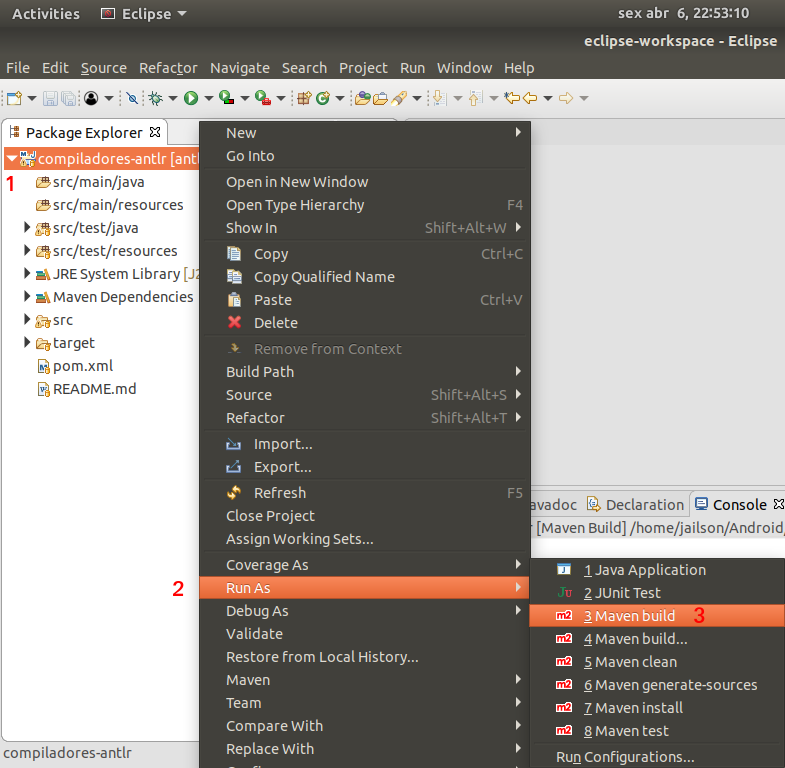 Activities Eclipse sex abr 6, 22:53:10
eclipse-workspace - Eclipse
File Edit Source Refactor Navigate Search Project Run Window Help
Package Explorer
compiladores-antlr [antl
1
src/main/java
src/main/resources
src/test/java
src/test/resources
JRE System Library [J2
Maven Dependencies
src
target
pom.xml
README.md
New
Go Into
Open in New Window
Open Type Hierarchy F4
Show In Shift+Alt+W
Copy Ctrl+C
Copy Qualified Name
Paste Ctrl+V
Delete
Remove from Context
Build Path
Source Shift+Alt+S
Refactor Shift+Alt+T
Import...
Export...
Refresh F5
Close Project
Assign Working Sets...
Coverage As
2 Run As
Debug As
Validate
Restore from Local History...
Maven
Team
Compare With
Replace With
avadoc Declaration Console
[Maven Build] /home/jailson/Android/
1 Java Application
Ju 2 JUnit Test
m2 3 Maven build 3
m2 4 Maven build...
m2 5 Maven clean
m2 6 Maven generate-sources
m2 7 Maven install
m2 8 Maven test
Run Configurations...
compiladores-antlr